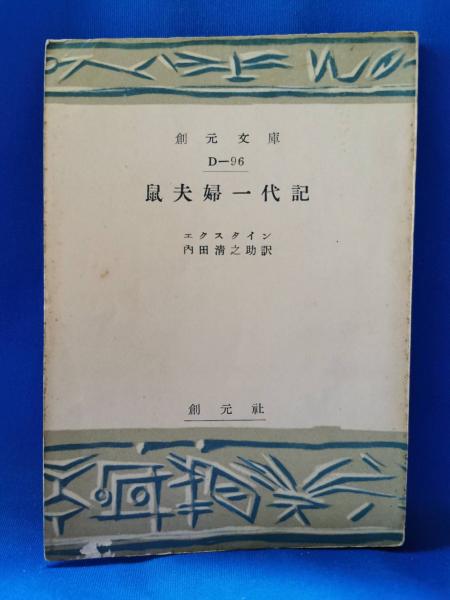 創元文庫
D—96
鼠夫婦一代記
エクスタイン
内田清之助訳
創元社